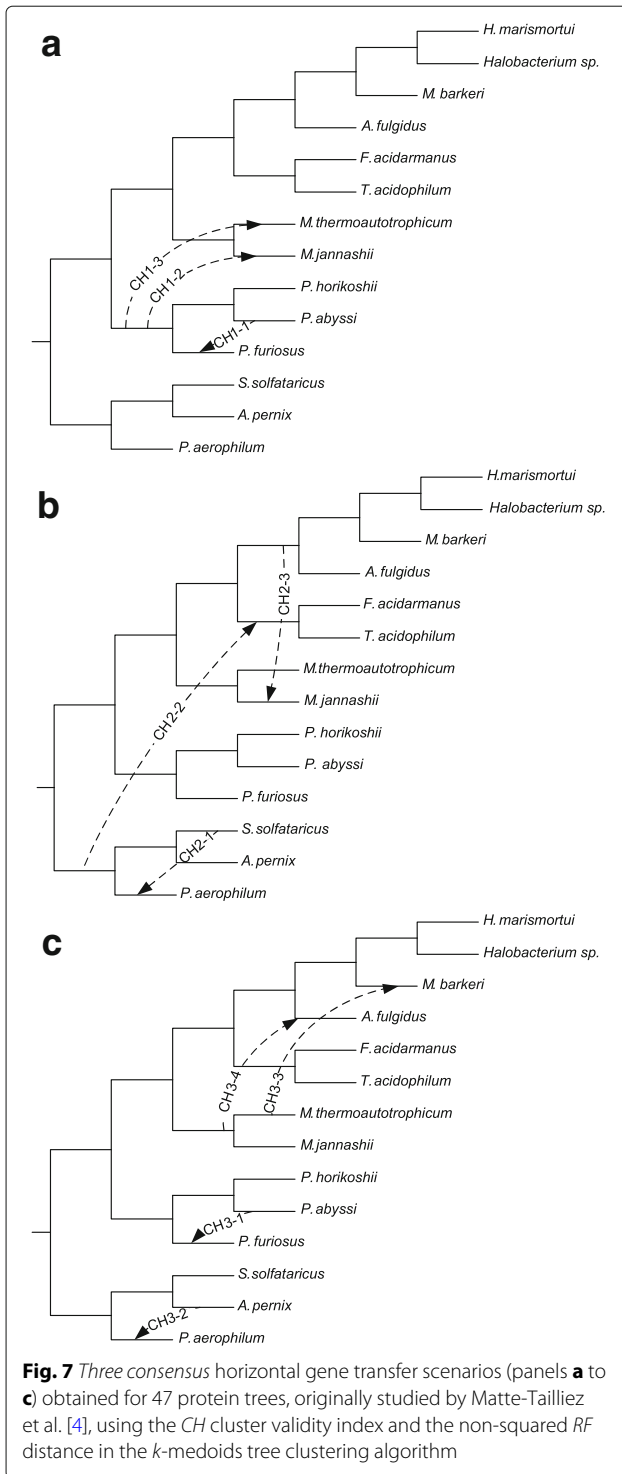 a
H. marismortui
Halobacterium sp.
M. barkeri
A. fulgidus
F. acidarmanus
T. acidophilum
M. thermoautotrophicum
M. jannashii
CH1-3
CH1-2
P. horikoshii
P. abyssi
CH1-1
P. furiosus
S. solfataricus
A. pernix
P. aerophilum
b
H. marismortui
Halobacterium sp.
M. barkeri
A. fulgidus
CH2-3
F. acidarmanus
T. acidophilum
M. thermoautotrophicum
M. jannashii
CH2-2
P. horikoshii
P. abyssi
P. furiosus
S. solfataricus
CH2-1
A. pernix
P. aerophilum
c
H. marismortui
Halobacterium sp.
M. barkeri
A. fulgidus
F. acidarmanus
T. acidophilum
CH3-4
CH3-3
M. thermoautotrophicum
M. jannashii
P. horikoshii
P. abyssi
CH3-1
P. furiosus
S. solfataricus
A. pernix
CH3-2
P. aerophilum
Fig. 7 Three consensus horizontal gene transfer scenarios (panels a to
c) obtained for 47 protein trees, originally studied by Matte-Tailliez
et al. [4], using the CH cluster validity index and the non-squared RF
distance in the k-medoids tree clustering algorithm